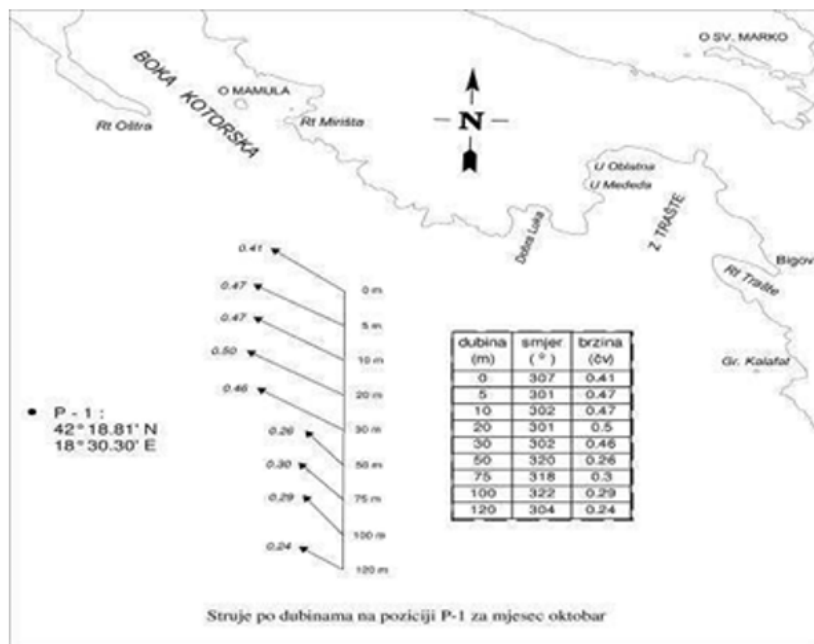 O SV. MARKO
BOKA KOTORSKA
O MAMULA
Rt Oštra
Rt Mirišta
N
U Oblatna
U Međeđa
Dobra Luka
Z. TRAŠTE
Bigov
Rt Trašte
Gr. Kalafat
0.41
0 m
0.47
5 m
0.47
10 m
0.50
20 m
0.46
30 m
0.26
50 m
0.30
75 m
0.29
100 m
0.24
120 m
P - 1 :
42° 18.81' N
18° 30.30' E
dubina (m) smjer ( ° ) brzina (čv)
0 307 0.41
5 301 0.47
10 302 0.47
20 301 0.5
30 302 0.46
50 320 0.26
75 318 0.3
100 322 0.29
120 304 0.24
Struje po dubinama na poziciji P-1 za mjesec oktobar